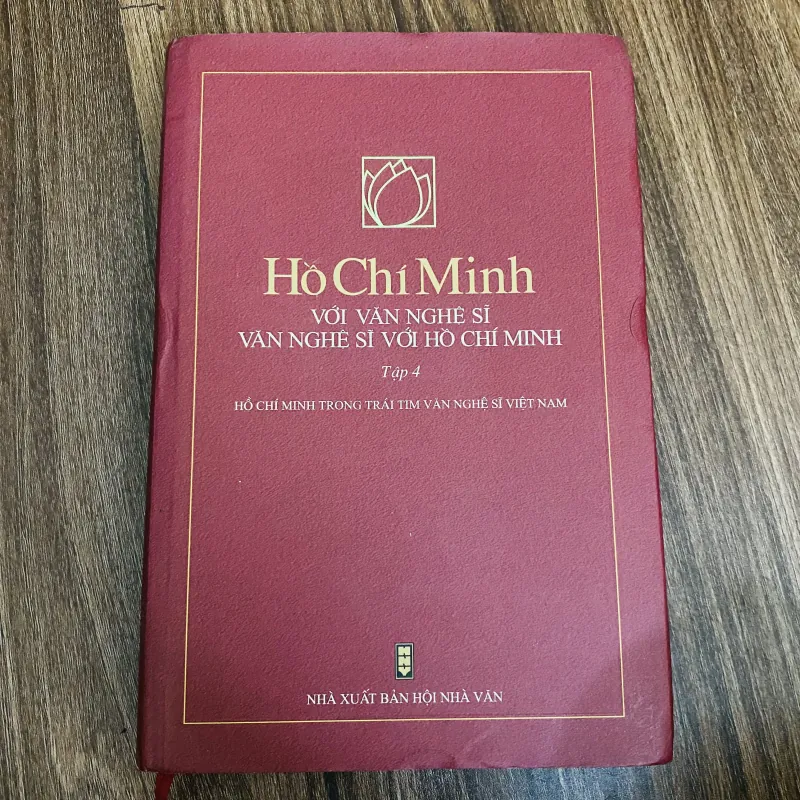 Hồ Chí Minh
VỚI VĂN NGHỆ SĨ
VĂN NGHỆ SĨ VỚI HỒ CHÍ MINH
Tập 4
HỒ CHÍ MINH TRONG TRÁI TIM VĂN NGHỆ SĨ VIỆT NAM
NHÀ XUẤT BẢN HỘI NHÀ VĂN